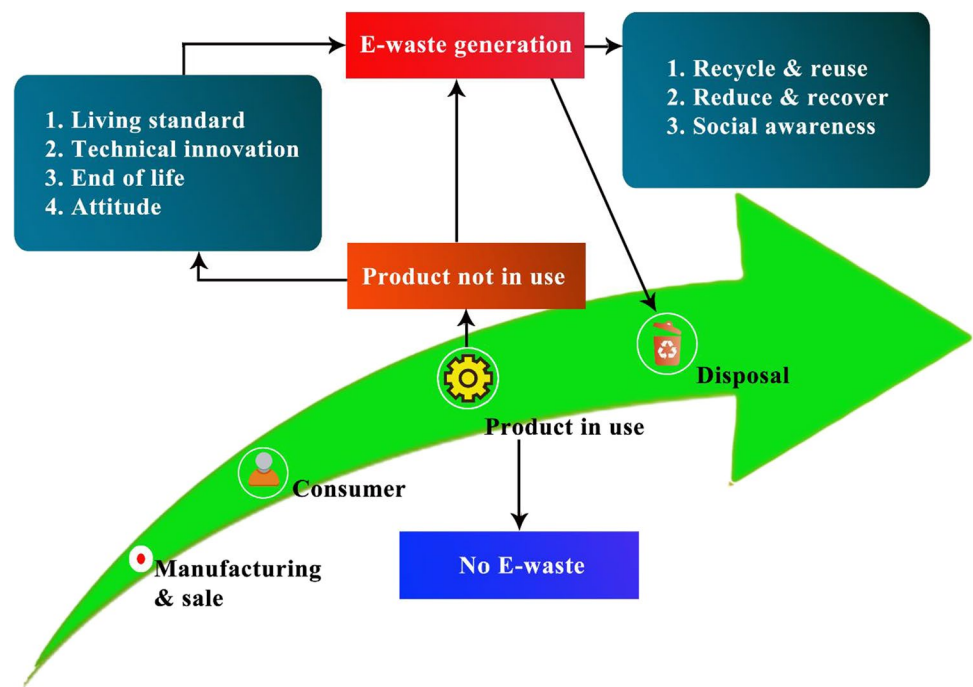 E-waste generation
1. Living standard
2. Technical innovation
3. End of life
4. Attitude
1. Recycle & reuse
2. Reduce & recover
3. Social awareness
Product not in use
Disposal
Product in use
Consumer
No E-waste
Manufacturing
& sale